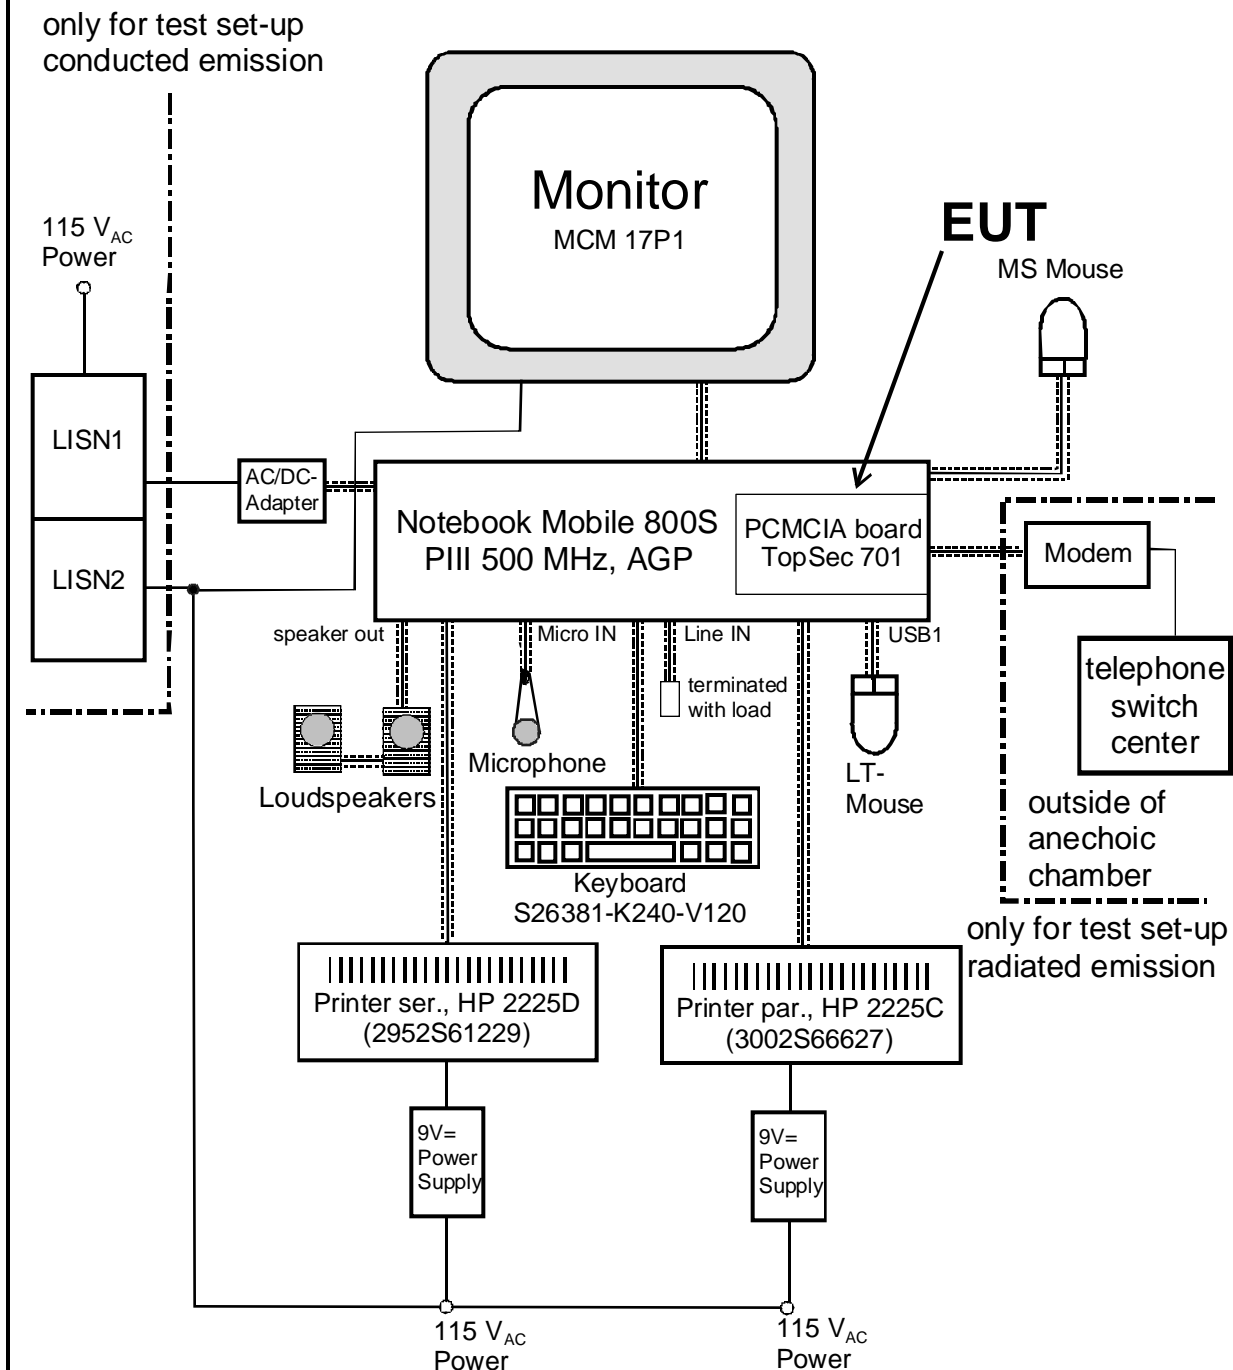 only for test set-up
conducted emission
Monitor
MCM 17P1
EUT
MS Mouse
115 VAC
Power
LISN1
LISN2
AC/DC-
Adapter
Notebook Mobile 800S
PIII 500 MHz, AGP
PCMCIA board
TopSec 701
Modem
telephone
switch
center
speaker out
Micro IN
Line IN
USB1
terminated
with load
Loudspeakers
Microphone
LT-
Mouse
Keyboard
S26381-K240-V120
outside of
anechoic
chamber
only for test set-up
radiated emission
Printer ser., HP 2225D
(2952S61229)
Printer par., HP 2225C
(3002S66627)
9V=
Power
Supply
9V=
Power
Supply
115 VAC
Power
115 VAC
Power